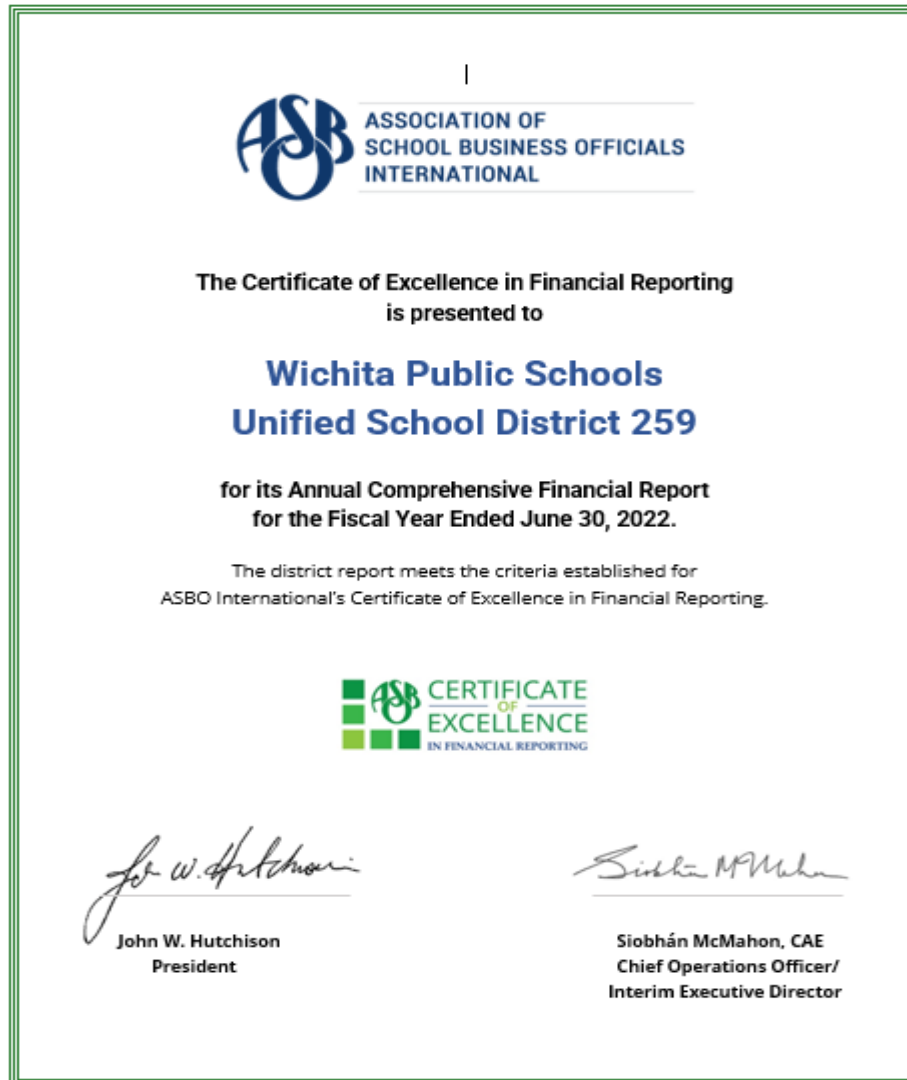 ASBO
ASSOCIATION OF
SCHOOL BUSINESS OFFICIALS
INTERNATIONAL
The Certificate of Excellence in Financial Reporting
is presented to
Wichita Public Schools
Unified School District 259
for its Annual Comprehensive Financial Report
for the Fiscal Year Ended June 30, 2022.
The district report meets the criteria established for
ASBO International's Certificate of Excellence in Financial Reporting.
ASBO
CERTIFICATE
OF
EXCELLENCE
IN FINANCIAL REPORTING
John W. Hutchison
President
Siobhán McMahon, CAE
Chief Operations Officer/
Interim Executive Director